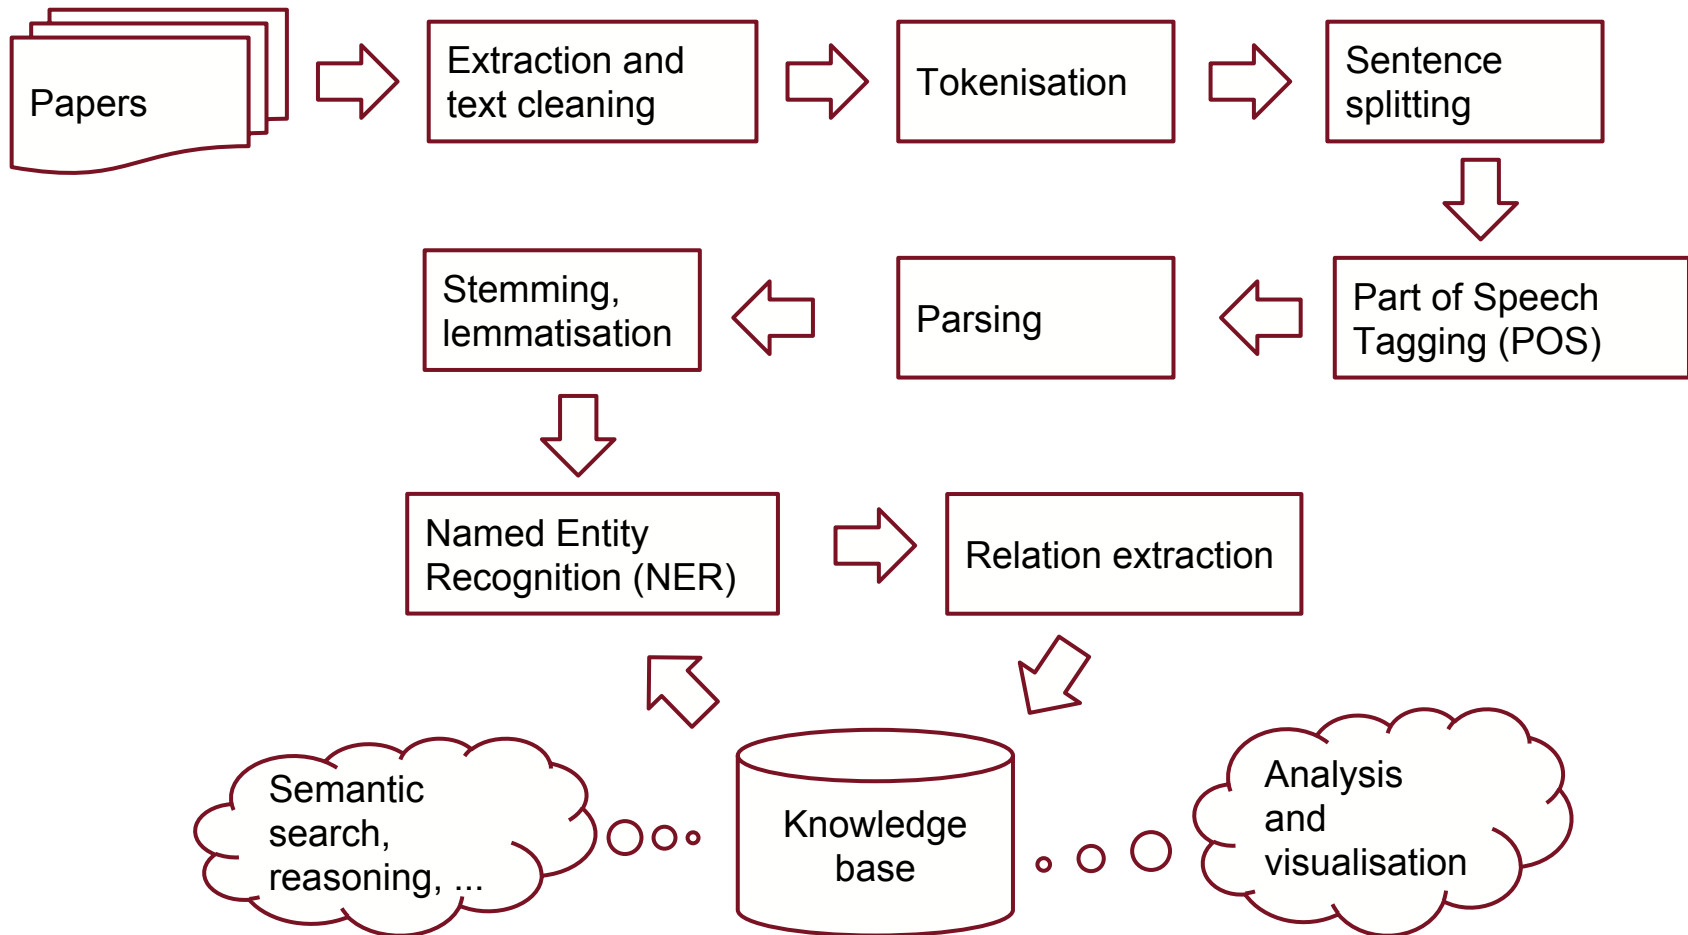 Papers
Extraction and
text cleaning
Tokenisation
Sentence
splitting
Part of Speech
Tagging (POS)
Parsing
Stemming,
lemmatisation
Named Entity
Recognition (NER)
Relation extraction
Knowledge
base
Semantic
search,
reasoning, ...
Analysis
and
visualisation